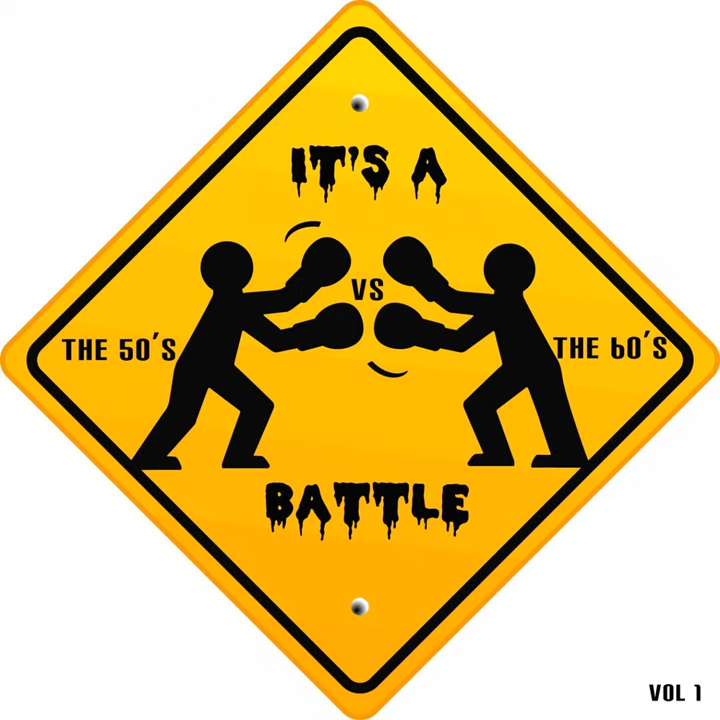 IT'S A
VS
THE 50'S
THE 60'S
BATTLE
VOL 1